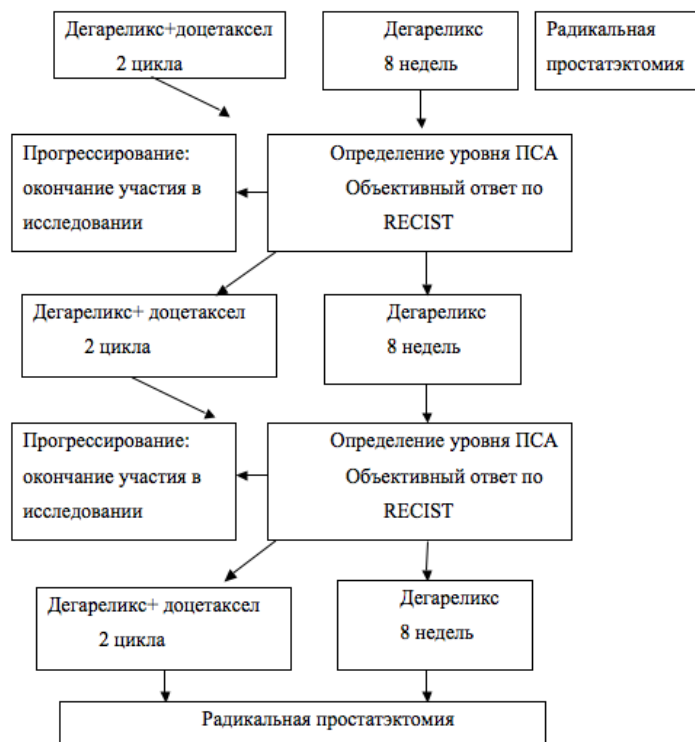 Дегареликс+доцетаксел
2 цикла
Дегареликс
8 недель
Радикальная
простатэктомия
Прогрессирование:
окончание участия в
исследовании
Определение уровня ПСА
Объективный ответ по
RECIST
Дегареликс+ доцетаксел
2 цикла
Дегареликс
8 недель
Прогрессирование:
окончание участия в
исследовании
Определение уровня ПСА
Объективный ответ по
RECIST
Дегареликс+ доцетаксел
2 цикла
Дегареликс
8 недель
Радикальная простатэктомия